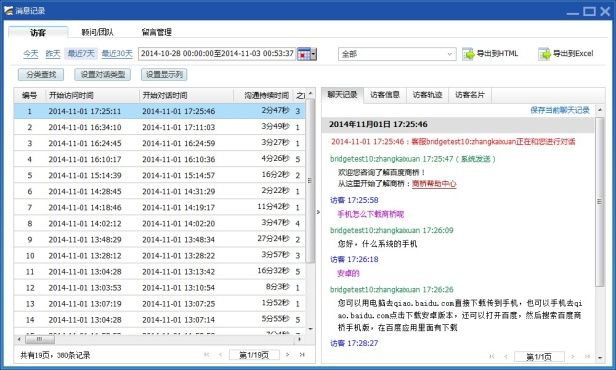 消息记录
访客 顾问/团队 留言管理
今天 昨天 最近7天 最近30天 2014-10-28 00:00:00至2014-11-03 00:53:37 全部 导出到HTML 导出到Excel
分类查找 设置对话类型 设置显示列
编号 开始访问时间 开始对话时间 沟通持续时间
1 2014-11-01 17:25:11 2014-11-01 17:25:46 2分47秒 3
2 2014-11-01 16:34:10 2014-11-01 17:11:03 3分49秒 1
3 2014-11-01 16:24:45 2014-11-01 16:24:59 3分27秒 1
4 2014-11-01 16:10:17 2014-11-01 16:10:36 4分26秒 5
5 2014-11-01 15:14:39 2014-11-01 15:14:57 16分2秒 2
6 2014-11-01 14:28:45 2014-11-01 14:31:29 2分22秒 1
7 2014-11-01 14:18:46 2014-11-01 14:19:17 11分42秒 1
8 2014-11-01 14:02:12 2014-11-01 14:02:20 3分47秒 4
9 2014-11-01 13:48:29 2014-11-01 13:48:34 27分24秒 2
10 2014-11-01 13:28:12 2014-11-01 13:28:22 3分57秒 3
11 2014-11-01 13:04:28 2014-11-01 13:13:42 16分32秒 5
12 2014-11-01 13:03:53 2014-11-01 13:10:54 8分3秒 1
13 2014-11-01 13:07:19 2014-11-01 13:07:25 1分52秒 1
14 2014-11-01 13:04:28 2014-11-01 13:07:14 5分55秒 5
共有19页，380条记录 第1/19页
聊天记录 访客信息 访客轨迹 访客名片
保存当前聊天记录
2014年11月01日 17:25:46
2014-11-01 17:25:46：客服bridgetest10:zhangkaixuan正在和您进行对话
bridgetest10:zhangkaixuan 17:25:47（系统发送）
欢迎您咨询了解百度商桥！
从这里开始了解商桥：商桥帮助中心
访客 17:25:58
手机怎么下载商桥呢
bridgetest10:zhangkaixuan 17:26:09
您好，什么系统的手机
访客 17:26:18
安卓的
bridgetest10:zhangkaixuan 17:26:26
您可以用电脑去qiao.baidu.com直接下载传到手机，也可以手机去qi
ao.baidu.com点击下载安卓版本，还可以打开百度，然后搜索百度商
桥手机版，在百度应用里面有下载
访客 17:28:27
第1/1页